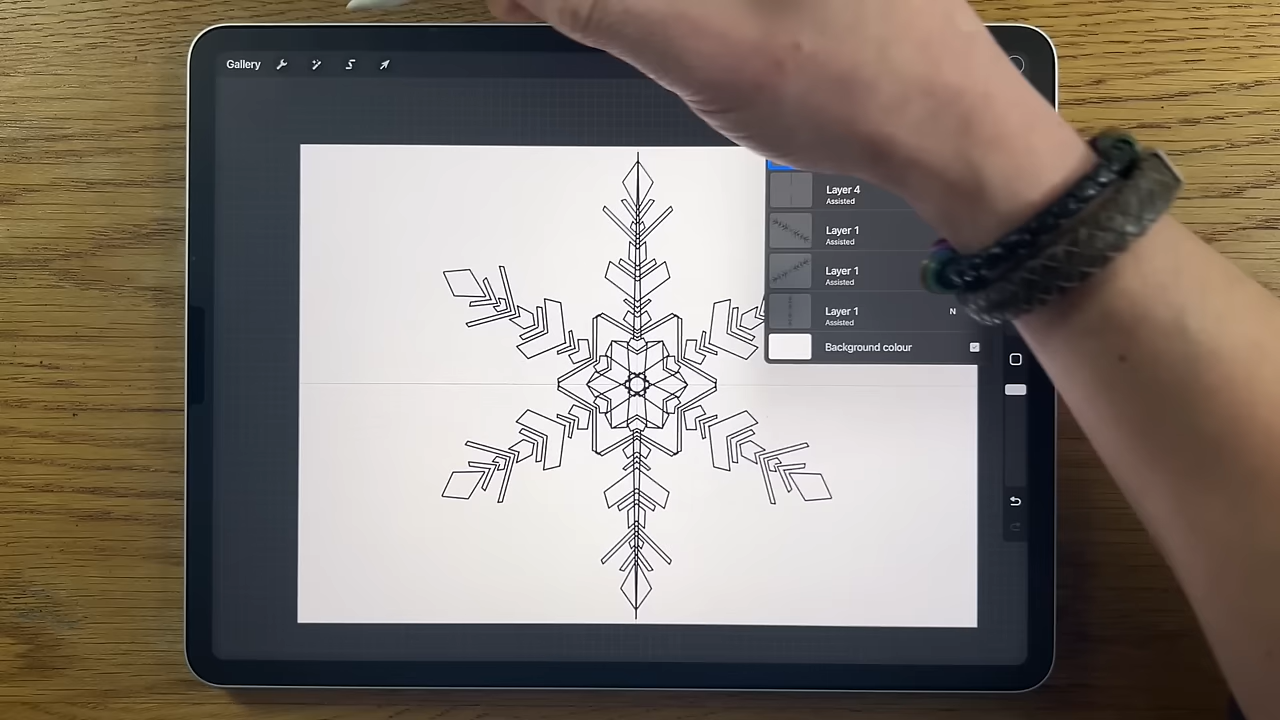 Gallery
Layer 4
Assisted
Layer 1
Assisted
Layer 1
Assisted
Layer 1 N
Assisted
Background colour